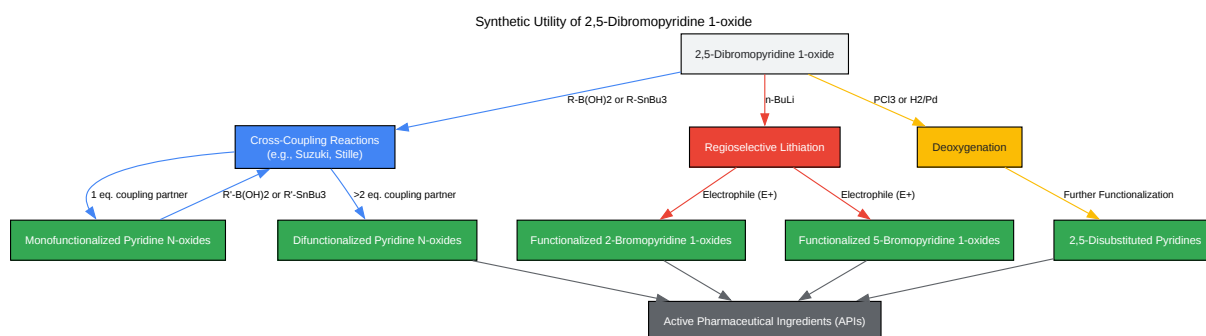 Synthetic Utility of 2,5-Dibromopyridine 1-oxide
2,5-Dibromopyridine 1-oxide
R-B(OH)2 or R-SnBu3
n-BuLi
PCl3 or H2/Pd
Cross-Coupling Reactions
(e.g., Suzuki, Stille)
Regioselective Lithiation
Deoxygenation
1 eq. coupling partner
R'-B(OH)2 or R'-SnBu3
>2 eq. coupling partner
Electrophile (E+)
Electrophile (E+)
Further Functionalization
Monofunctionalized Pyridine N-oxides
Difunctionalized Pyridine N-oxides
Functionalized 2-Bromopyridine 1-oxides
Functionalized 5-Bromopyridine 1-oxides
2,5-Disubstituted Pyridines
Active Pharmaceutical Ingredients (APIs)